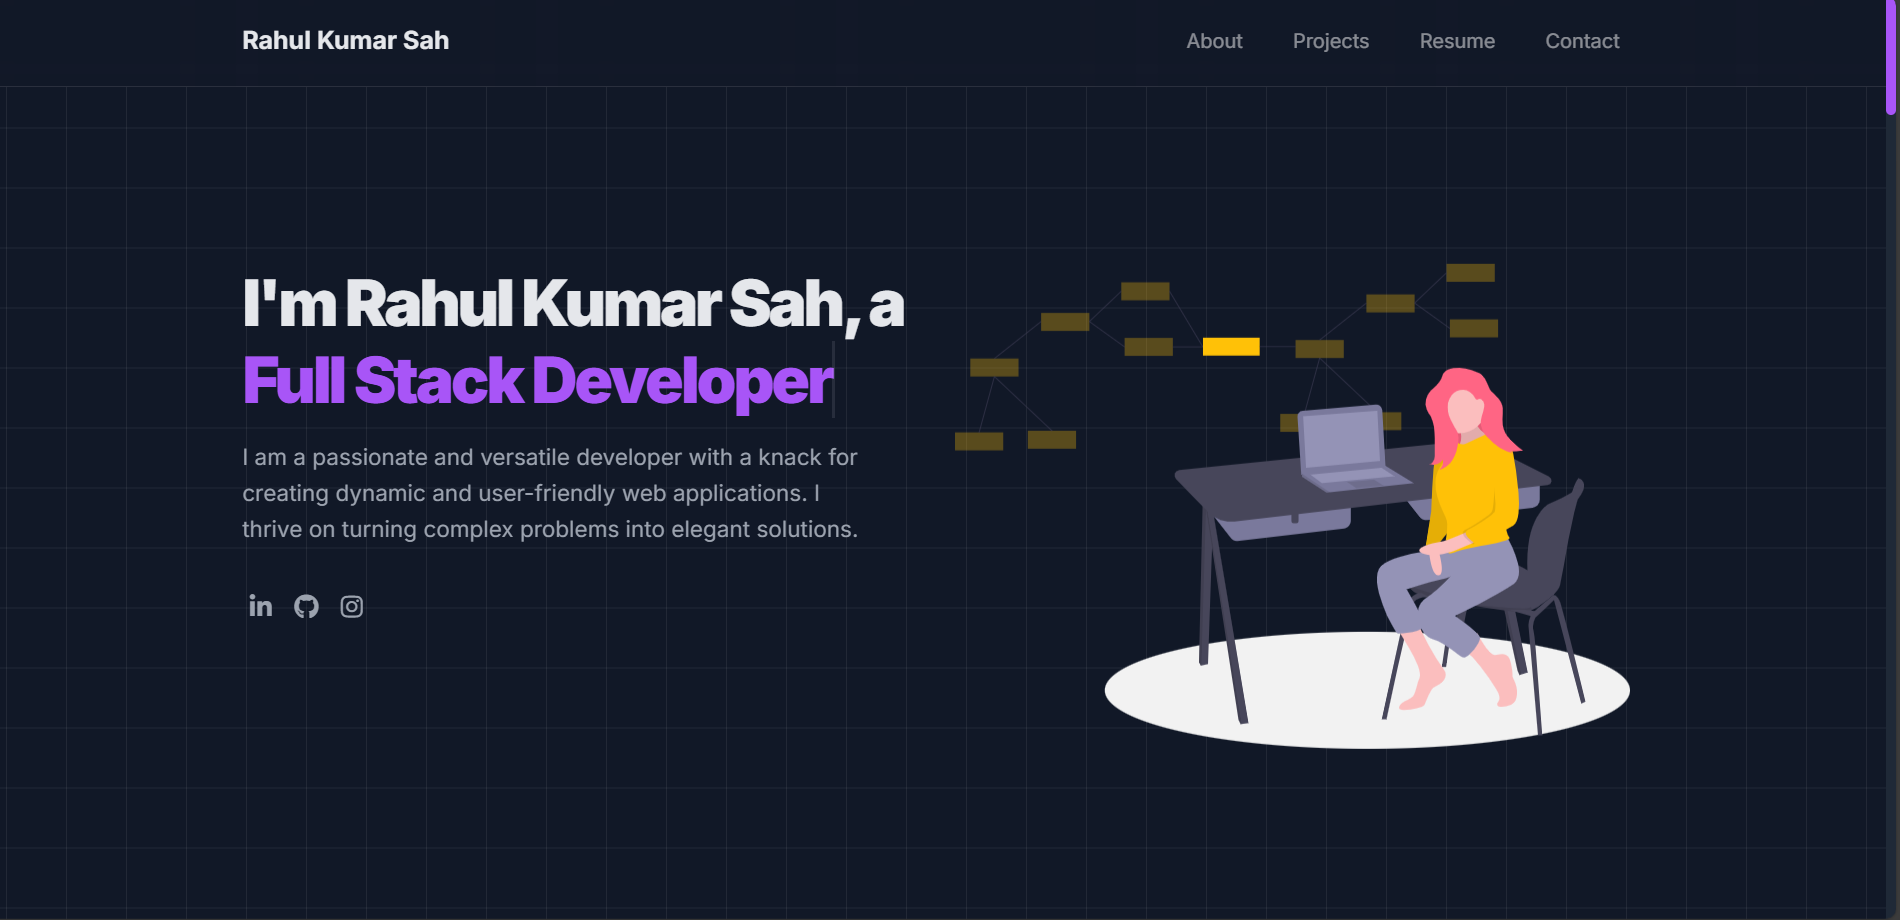 Rahul Kumar Sah
About Projects Resume Contact
I'm Rahul Kumar Sah, a
Full Stack Developer
I am a passionate and versatile developer with a knack for
creating dynamic and user-friendly web applications. I
thrive on turning complex problems into elegant solutions.
in